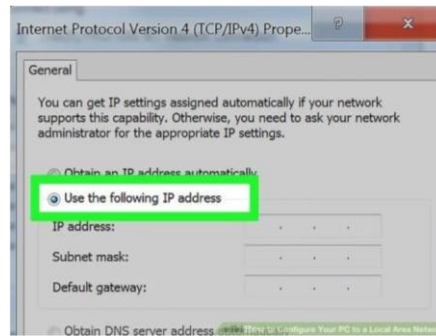 Internet Protocol Version 4 (TCP/IPv4) Prope...
General
You can get IP settings assigned automatically if your network
supports this capability. Otherwise, you need to ask your network
administrator for the appropriate IP settings.
Obtain an IP address automatically
Use the following IP address
IP address:
Subnet mask:
Default gateway:
Obtain DNS server address
How to Configure Your PC to a Local Area Netw